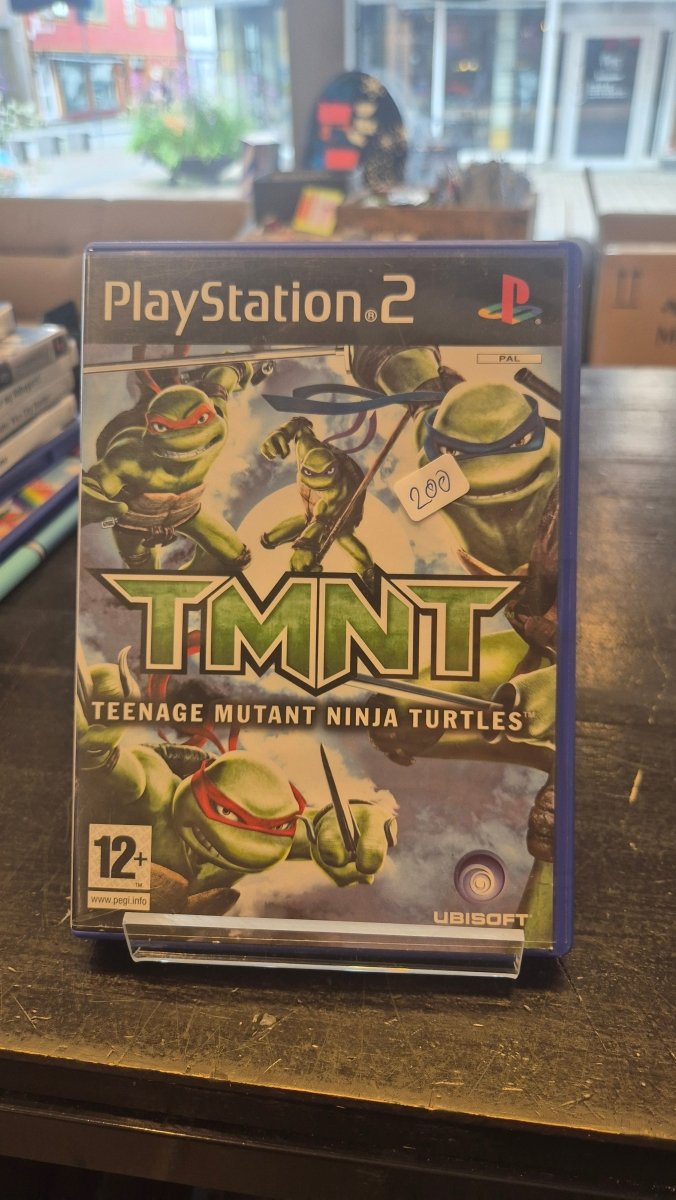 PlayStation®2
PAL
200
TMNT
TEENAGE MUTANT NINJA TURTLES™
12+
www.pegi.info
UBISOFT